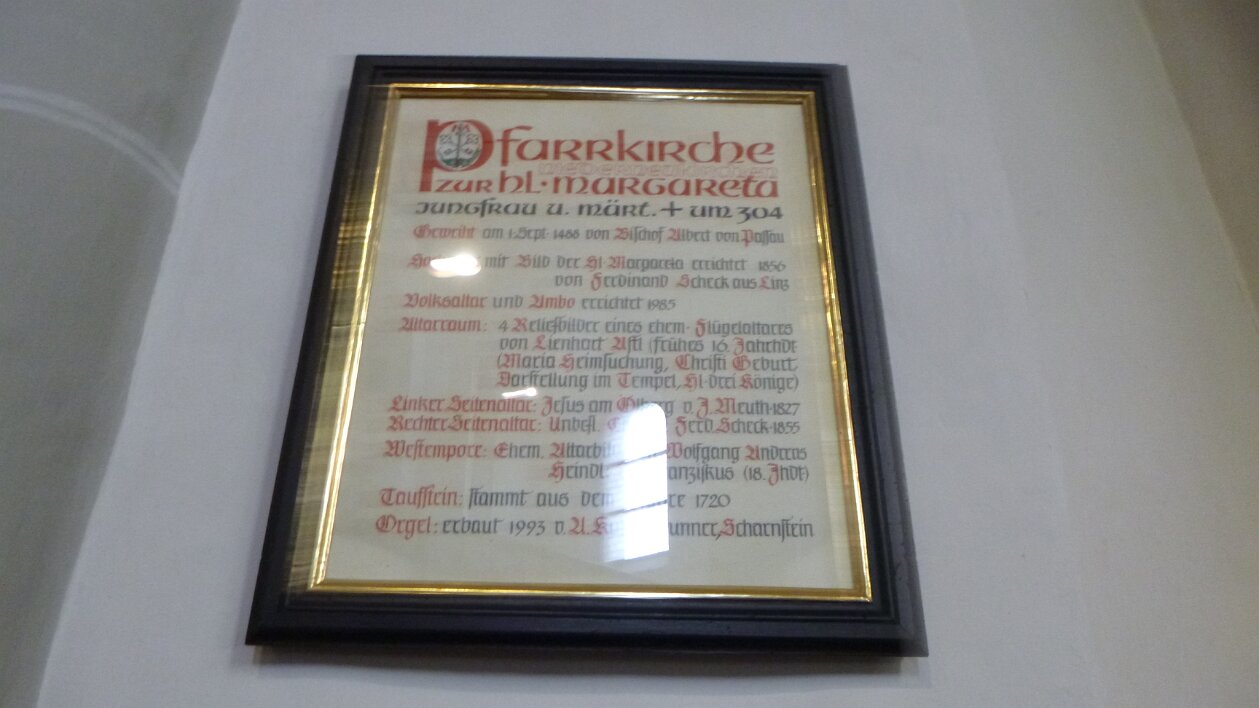 Pfarrkirche
zur hl. margareta
jungfrau u. märt. + um 304
Geweiht am 1. Sept. 1488 von Bischof Albert von Passau
mit Bild der Hl. Margareta errichtet 1856
von Ferdinand Scheck aus Linz
Volksaltar und Ambo errichtet 1985
Altarraum: 4 Reliefbilder eines ehem. Flügelaltares
von Lienhart Astl (frühes 16. Jahrhdt
(Maria Heimsuchung, Christi Geburt,
Darstellung im Tempel, Hl. drei Könige)
Linker Seitenaltar: Jesus am Ölberg v. J. Meuth 1827
Rechter Seitenaltar: Unbefl. Ferd. Scheck 1855
Westempore: Ehem. Wolfgang Andreas
(18. Jhdt)
Taufstein: stammt aus dem 1720
Orgel: erbaut 1993 v. A. Scharnstein